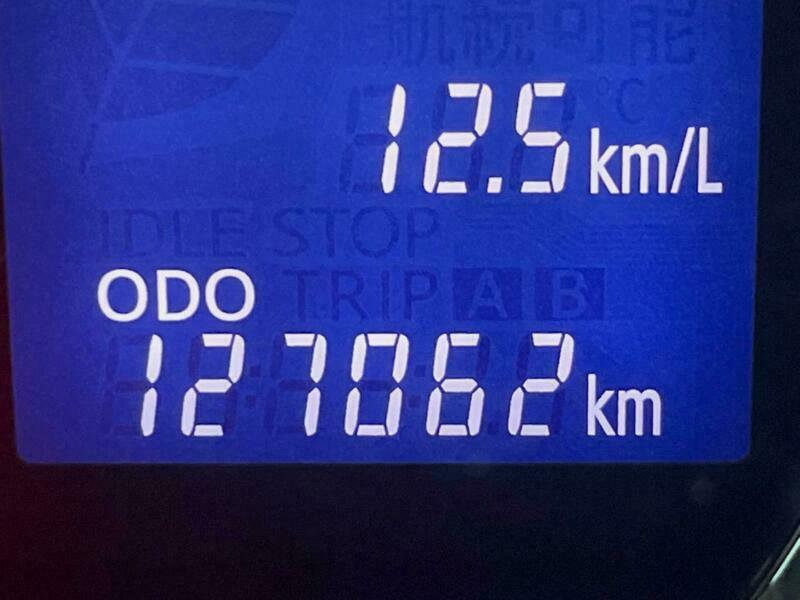 航続可能
°C
12.5 km/L
IDLE STOP
ODO TRIP A B
127062 km